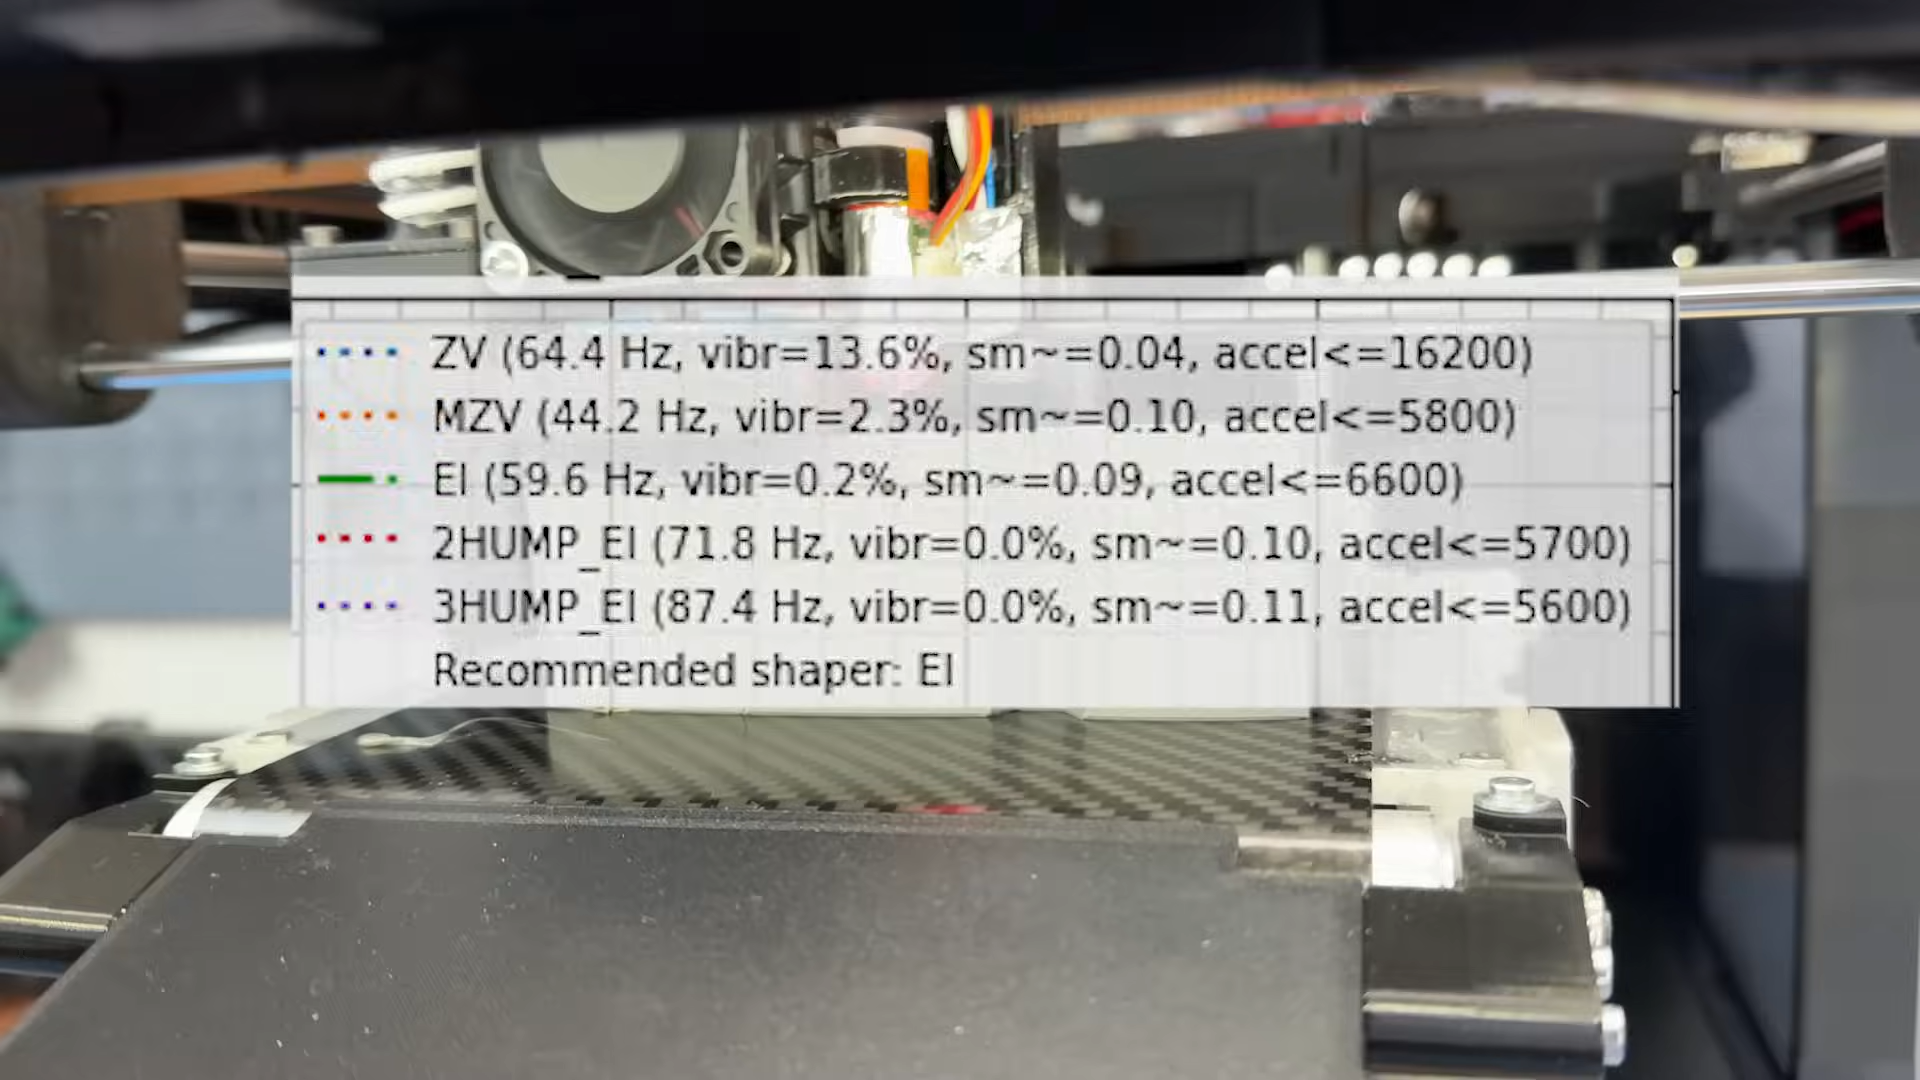 ZV (64.4 Hz, vibr=13.6%, sm~=0.04, accel<=16200)
MZV (44.2 Hz, vibr=2.3%, sm~=0.10, accel<=5800)
EI (59.6 Hz, vibr=0.2%, sm~=0.09, accel<=6600)
2HUMP_EI (71.8 Hz, vibr=0.0%, sm~=0.10, accel<=5700)
3HUMP_EI (87.4 Hz, vibr=0.0%, sm~=0.11, accel<=5600)
Recommended shaper: EI